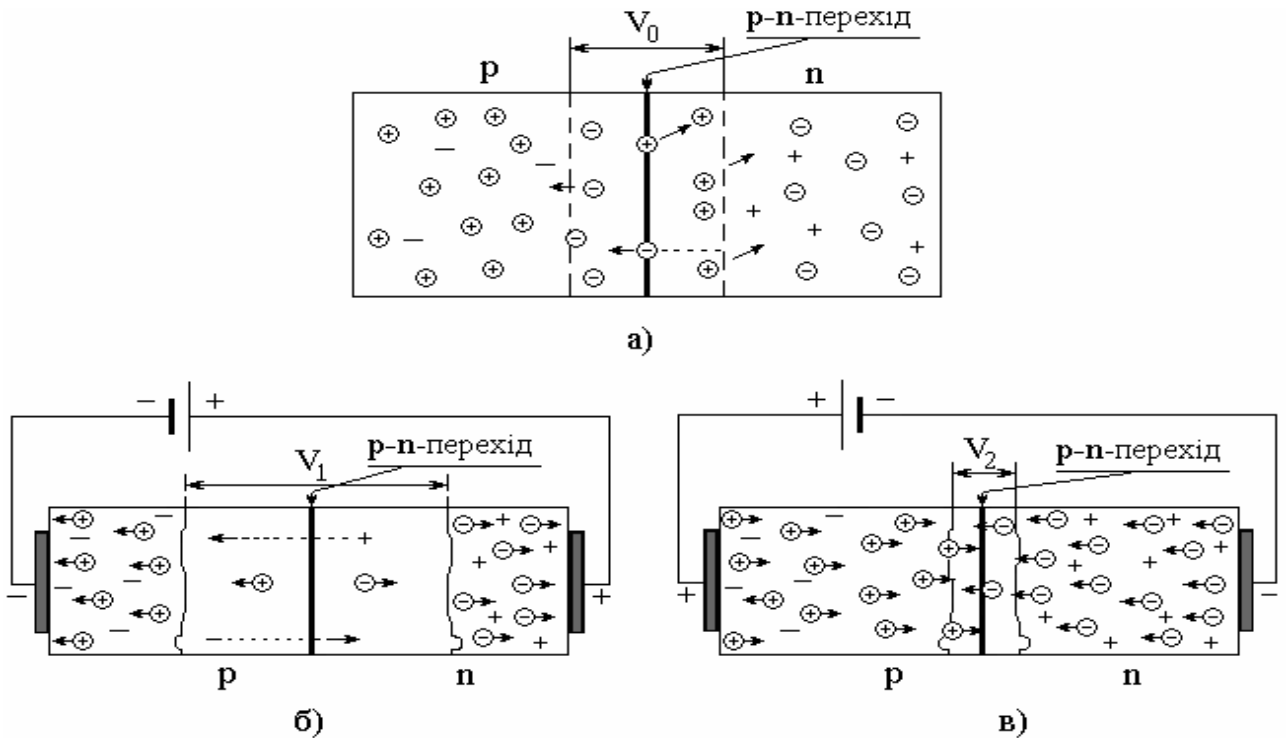 p-n-перехід
V0
p n
а)
− +
p-n-перехід
V1
− +
p n
б)
+ −
p-n-перехід
V2
+ −
p n
в)